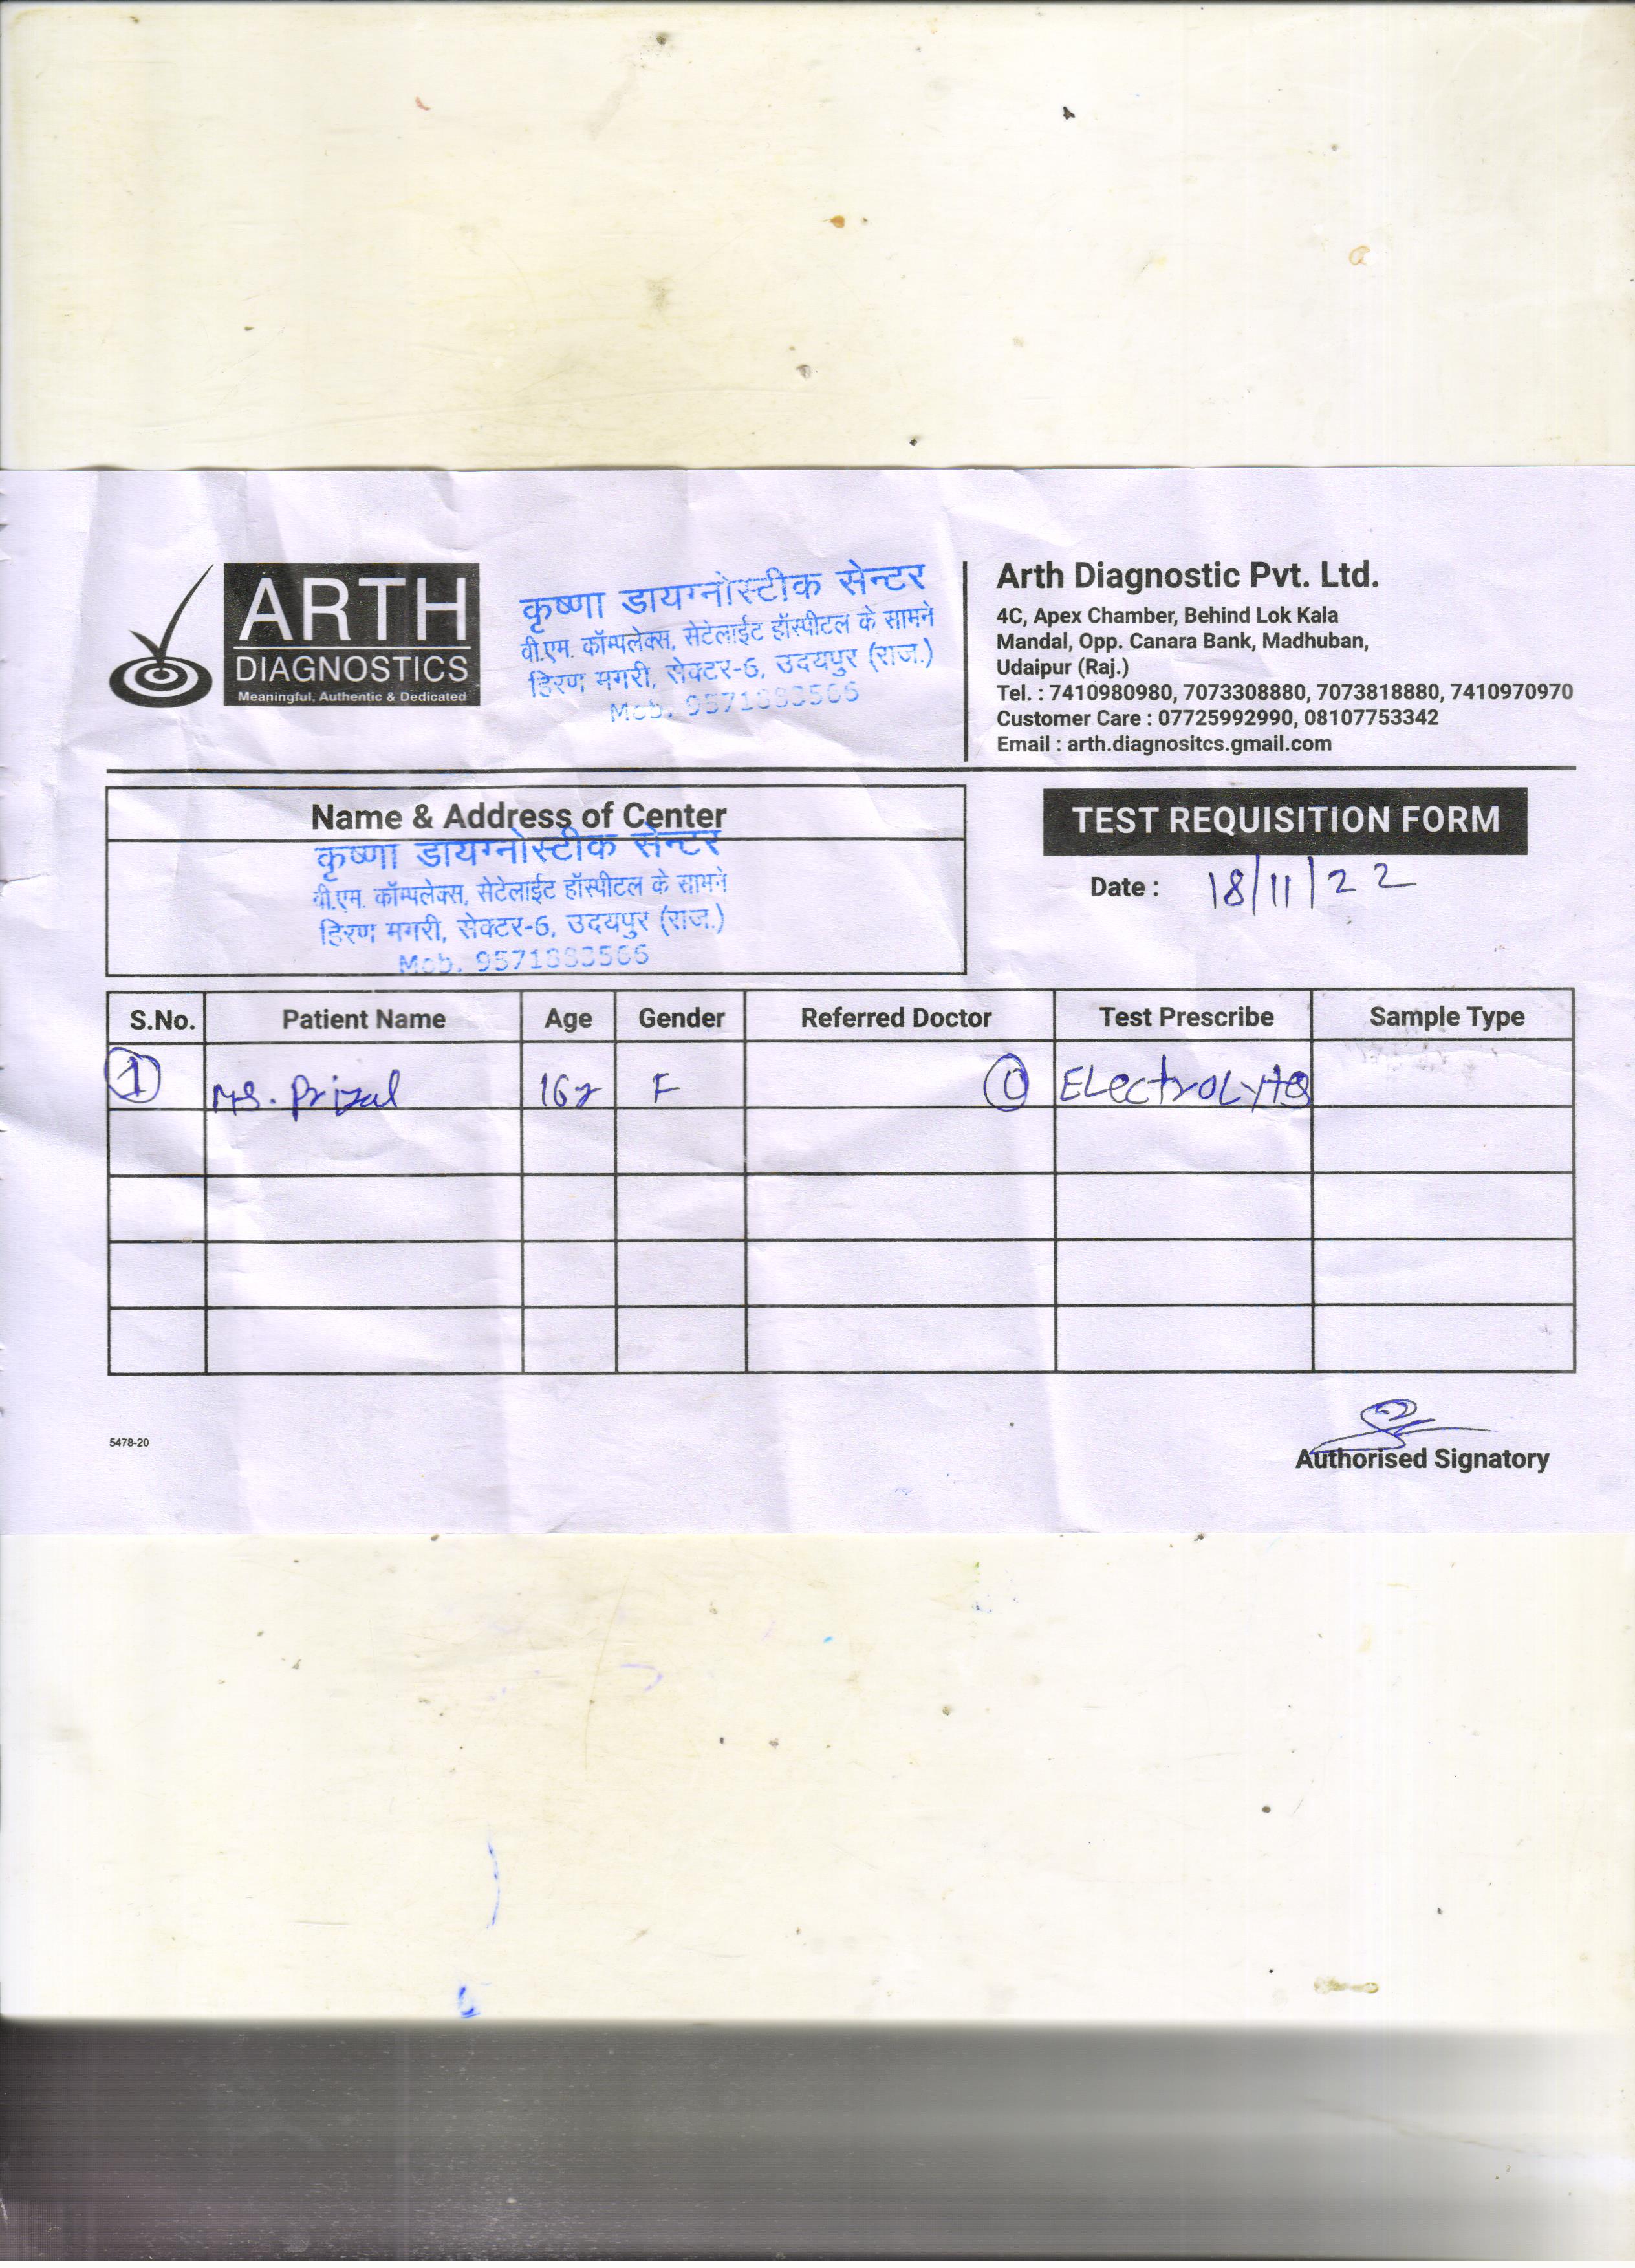 ARTH
DIAGNOSTICS
Meaningful, Authentic & Dedicated
कृष्णा डायग्नोस्टीक सेन्टर
वी.एम. कॉम्पलेक्स, सेटेलाईट हॉस्पीटल के सामने
हिरण मगरी, सेक्टर-6, उदयपुर (राज.)
Mob.
Arth Diagnostic Pvt. Ltd.
4C, Apex Chamber, Behind Lok Kala
Mandal, Opp. Canara Bank, Madhuban,
Udaipur (Raj.)
Tel. : 7410980980, 7073308880, 7073818880, 7410970970
Customer Care : 07725992990, 08107753342
Email : arth.diagnositcs.gmail.com
Name & Address of Center
कृष्णा डायग्नोस्टीक सेन्टर
वी.एम. कॉम्पलेक्स, सेटेलाईट हॉस्पीटल के सामने
हिरण मगरी, सेक्टर-6, उदयपुर (राज.)
Mob.
TEST REQUISITION FORM
Date : 18/11/22
S.No. Patient Name Age Gender Referred Doctor Test Prescribe Sample Type
1 MS. F
5478-20
Authorised Signatory